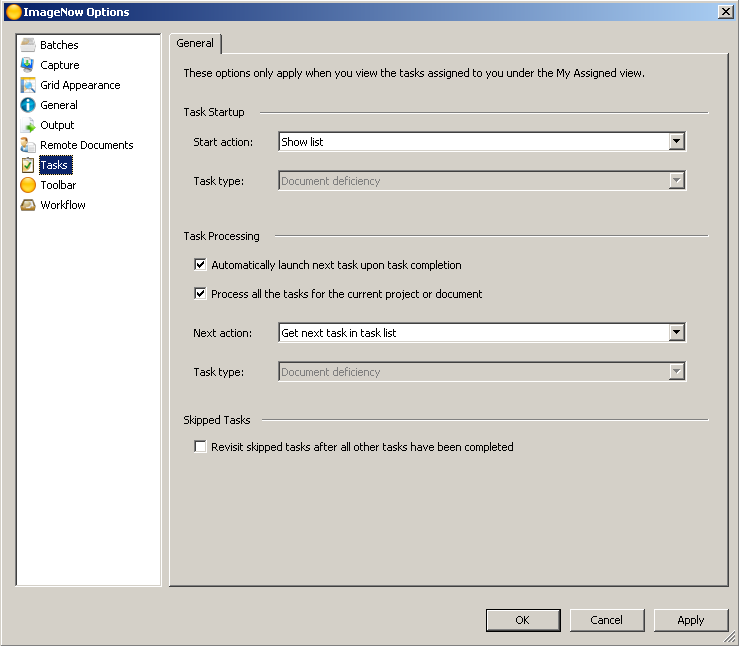 ImageNow Options
Batches
Capture
Grid Appearance
General
Output
Remote Documents
Tasks
Toolbar
Workflow
General
These options only apply when you view the tasks assigned to you under the My Assigned view.
Task Startup
Start action: Show list
Task type: Document deficiency
Task Processing
Automatically launch next task upon task completion
Process all the tasks for the current project or document
Next action: Get next task in task list
Task type: Document deficiency
Skipped Tasks
Revisit skipped tasks after all other tasks have been completed
OK Cancel Apply